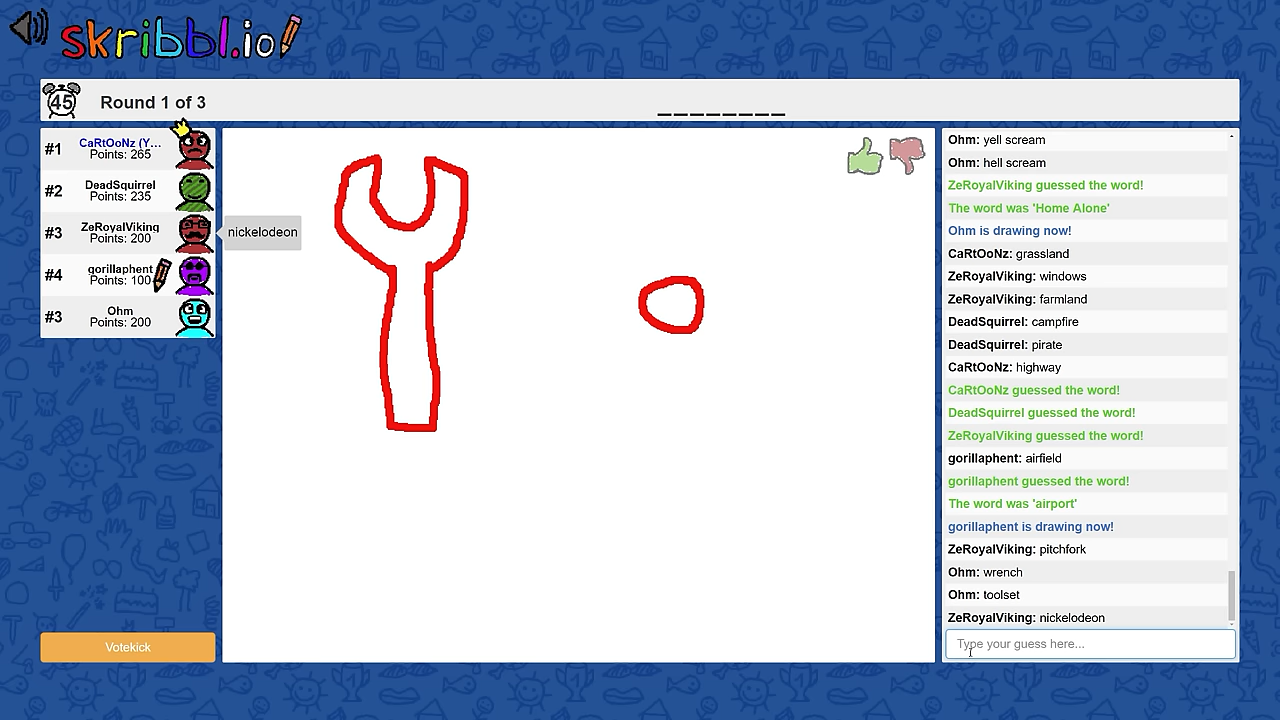 skribbl.io
45
Round 1 of 3
________
#1
CaRtOoNz (Y...
Points: 265
#2
DeadSquirrel
Points: 235
#3
ZeRoyalViking
Points: 200
nickelodeon
#4
gorillaphent
Points: 100
#3
Ohm
Points: 200
Votekick
Ohm: yell scream
Ohm: hell scream
ZeRoyalViking guessed the word!
The word was 'Home Alone'
Ohm is drawing now!
CaRtOoNz: grassland
ZeRoyalViking: windows
ZeRoyalViking: farmland
DeadSquirrel: campfire
DeadSquirrel: pirate
CaRtOoNz: highway
CaRtOoNz guessed the word!
DeadSquirrel guessed the word!
ZeRoyalViking guessed the word!
gorillaphent: airfield
gorillaphent guessed the word!
The word was 'airport'
gorillaphent is drawing now!
ZeRoyalViking: pitchfork
Ohm: wrench
Ohm: toolset
ZeRoyalViking: nickelodeon
Type your guess here...